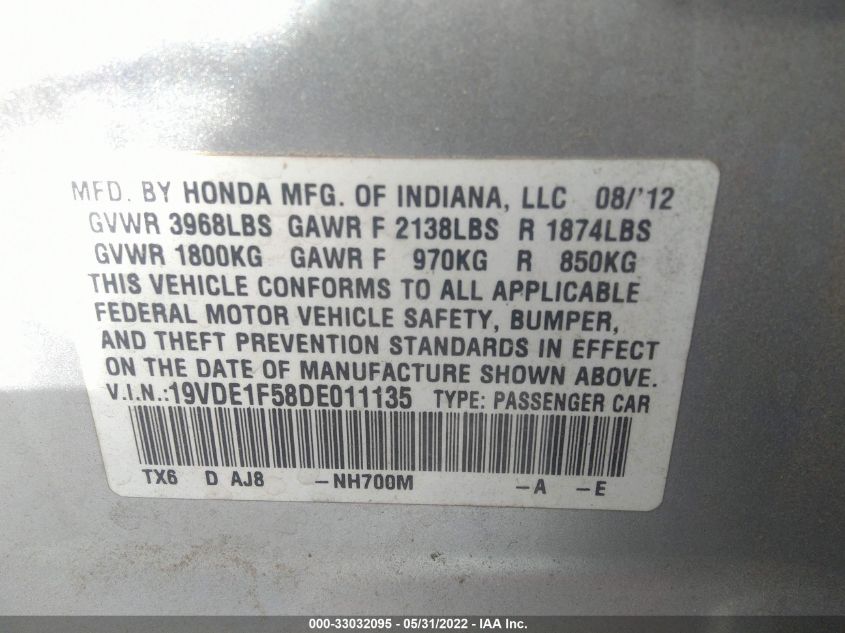 MFD. BY HONDA MFG. OF INDIANA, LLC 08/'12
GVWR 3968LBS GAWR F 2138LBS R 1874LBS
GVWR 1800KG GAWR F 970KG R 850KG
THIS VEHICLE CONFORMS TO ALL APPLICABLE
FEDERAL MOTOR VEHICLE SAFETY, BUMPER,
AND THEFT PREVENTION STANDARDS IN EFFECT
ON THE DATE OF MANUFACTURE SHOWN ABOVE.
V.I.N.:19VDE1F58DE011135 TYPE: PASSENGER CAR
TX6 D AJ8 -NH700M -A -E
000-33032095 - 05/31/2022 - IAA Inc.